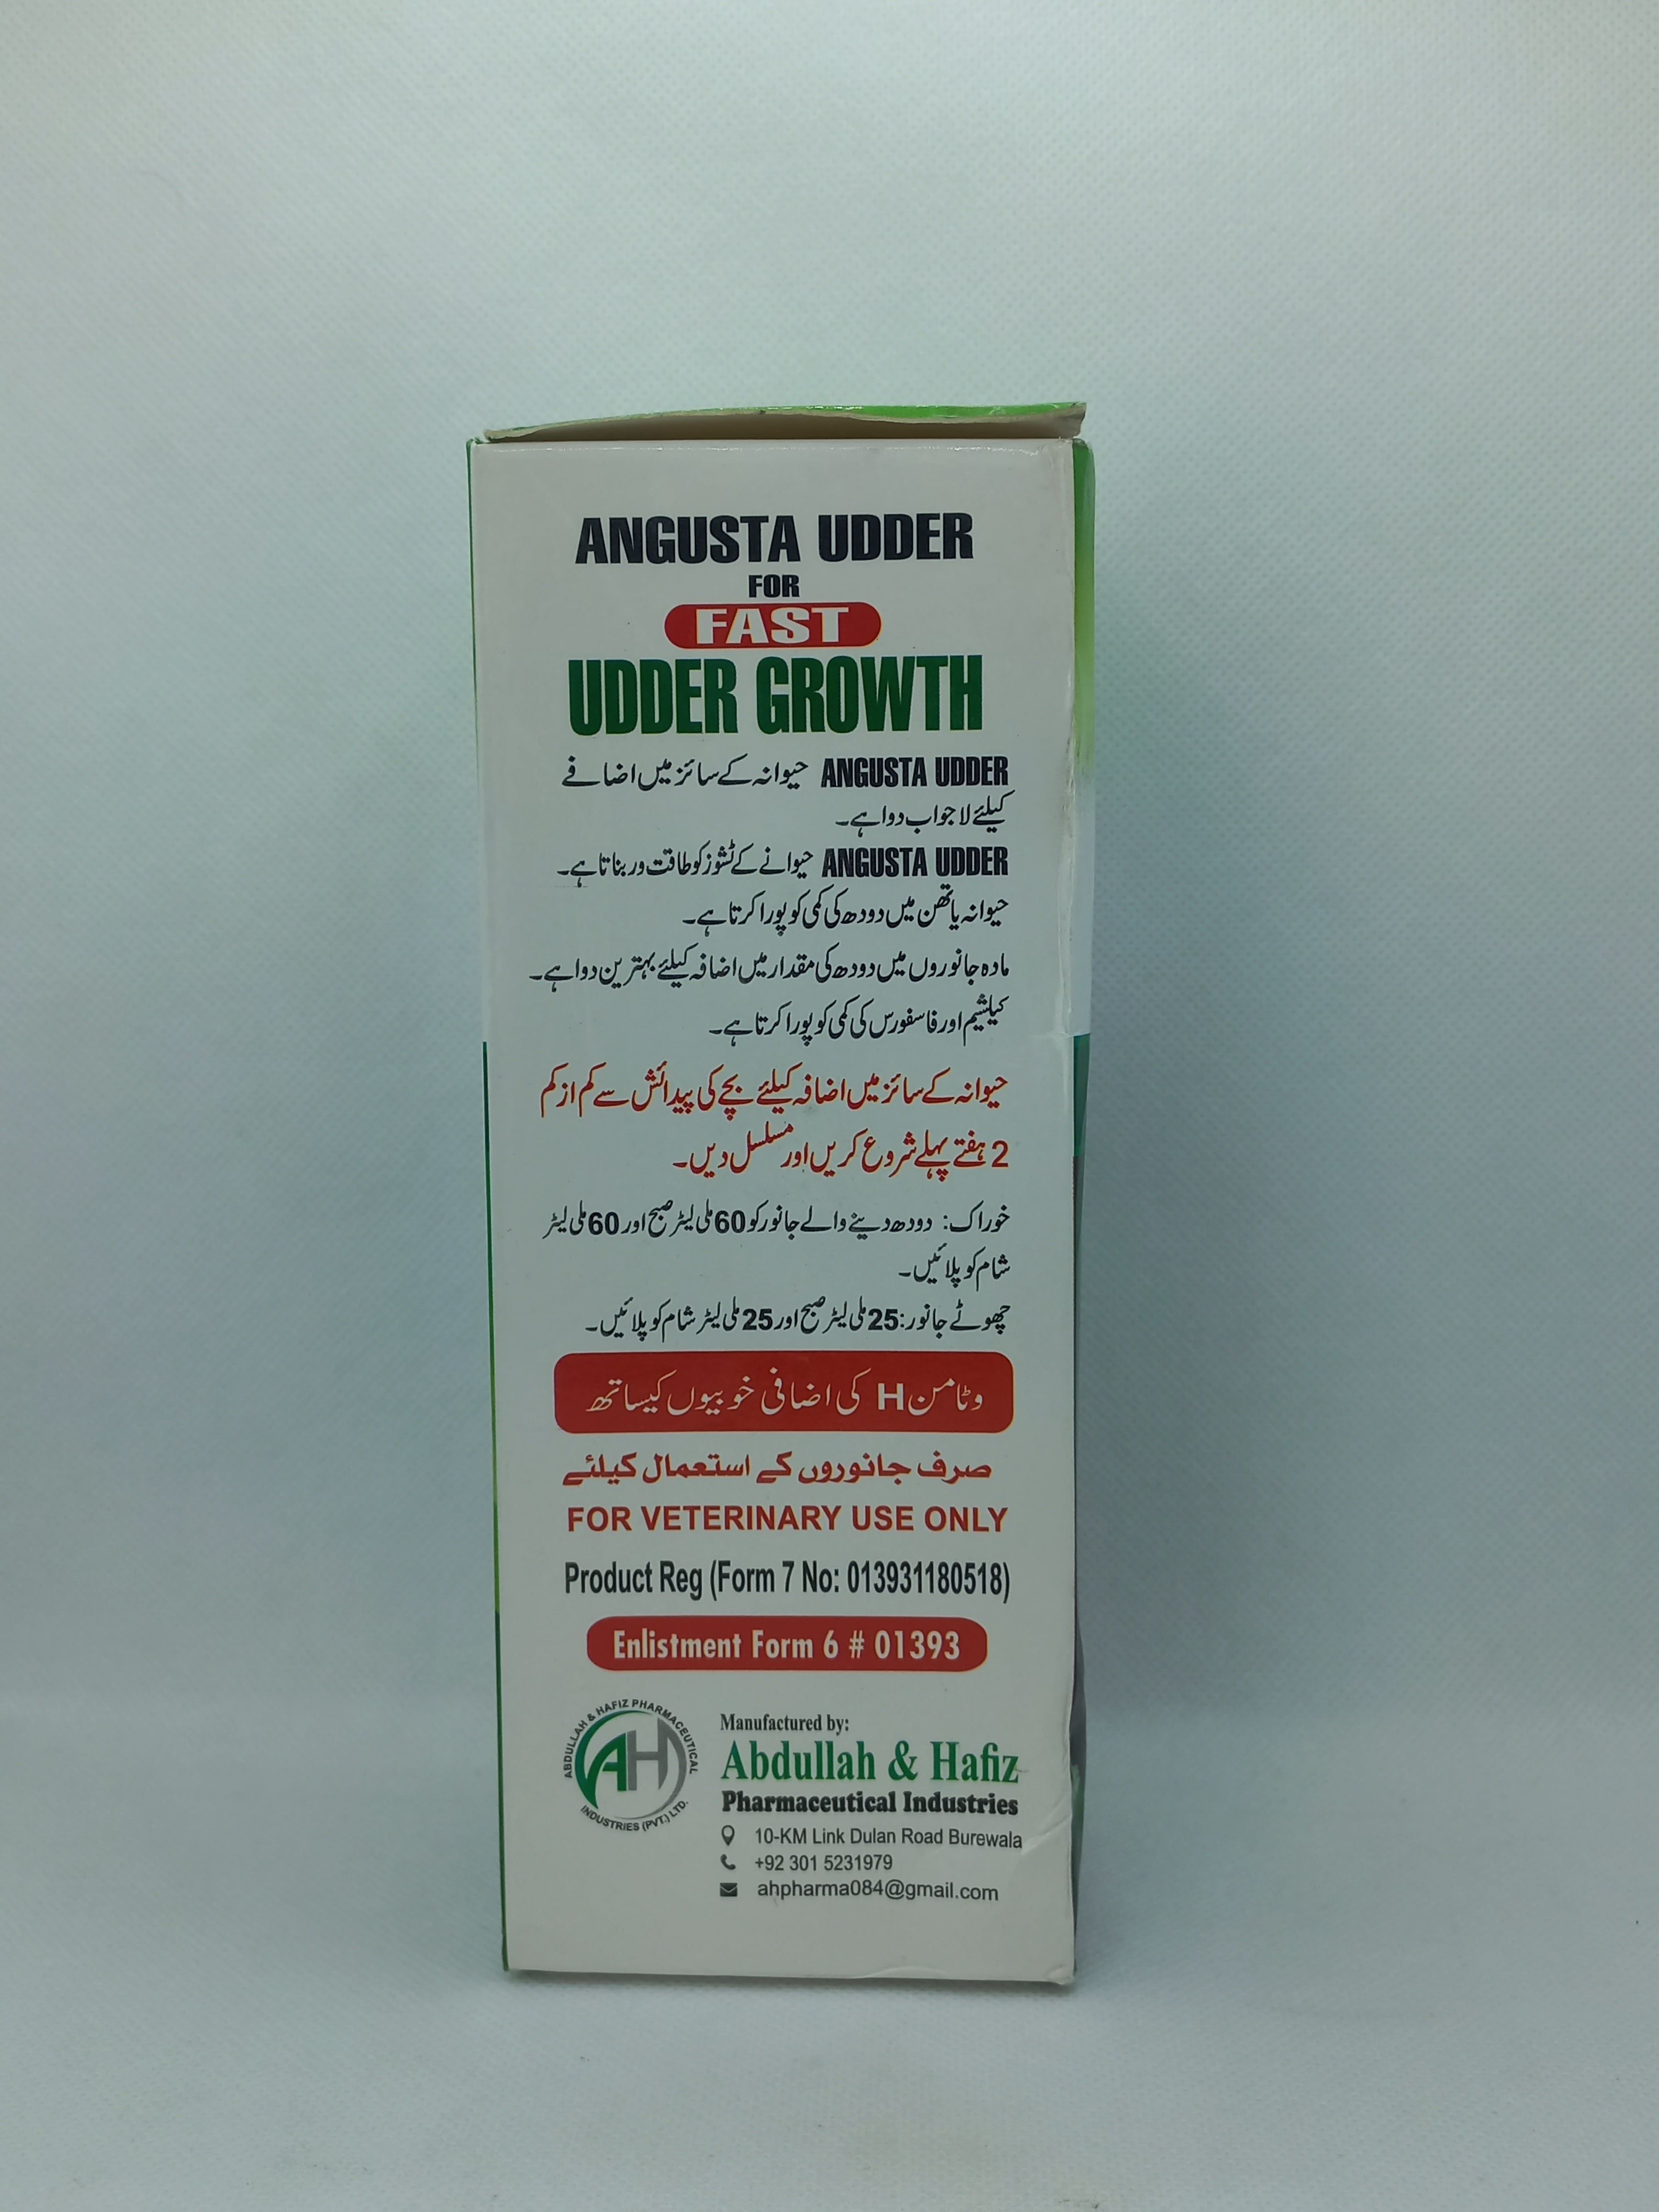 ANGUSTA UDDER
FOR
FAST
UDDER GROWTH
ANGUSTA UDDER حیوانہ کے سائز میں اضافے
کیلئے لاجواب دوا ہے۔
ANGUSTA UDDER حیوانے کے ٹشوز کو طاقت ور بناتا ہے۔
حیوانہ یا تھن میں دودھ کی کمی کو پورا کرتا ہے۔
مادہ جانوروں میں دودھ کی مقدار میں اضافہ کیلئے بہترین دوا ہے۔
کیلشیم اور فاسفورس کی کمی کو پورا کرتا ہے۔
حیوانہ کے سائز میں اضافہ کیلئے بچے کی پیدائش سے کم از کم
2 ہفتے پہلے شروع کریں اور مسلسل دیں۔
خوراک: دودھ دینے والے جانور کو 60 ملی لیٹر صبح اور 60 ملی لیٹر
شام کو پلائیں۔
چھوٹے جانور: 25 ملی لیٹر صبح اور 25 ملی لیٹر شام کو پلائیں۔
وٹامن H کی اضافی خوبیوں کیساتھ
صرف جانوروں کے استعمال کیلئے
FOR VETERINARY USE ONLY
Product Reg (Form 7 No: 013931180518)
Enlistment Form 6 # 01393
ABDULLAH & HAFIZ PHARMACEUTICAL
AH
INDUSTRIES (PVT.) LTD.
Manufactured by:
Abdullah & Hafiz
Pharmaceutical Industries
10-KM Link Dulan Road Burewala
+92 301 5231979
ahpharma084@gmail.com